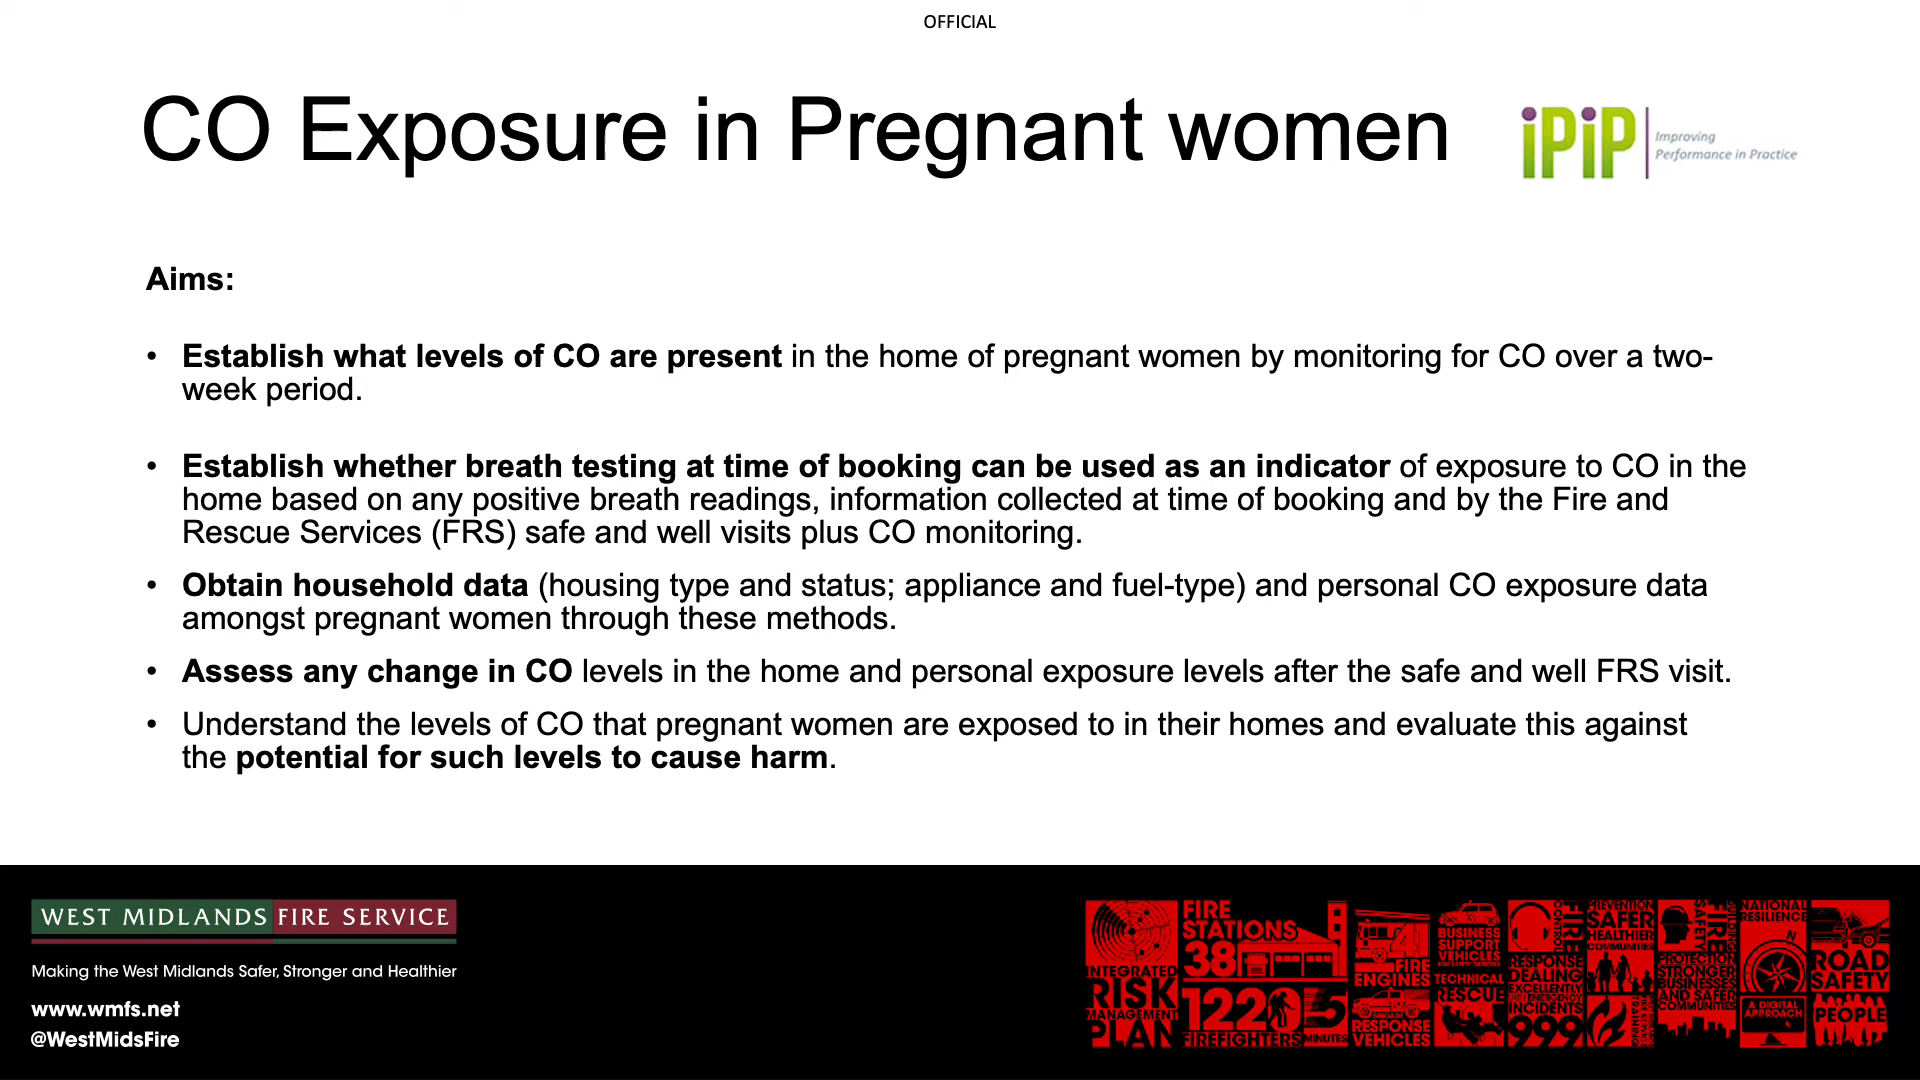 OFFICIAL
CO Exposure in Pregnant women
iPiP
Improving
Performance in Practice
Aims:
• Establish what levels of CO are present in the home of pregnant women by monitoring for CO over a two-
week period.
• Establish whether breath testing at time of booking can be used as an indicator of exposure to CO in the
home based on any positive breath readings, information collected at time of booking and by the Fire and
Rescue Services (FRS) safe and well visits plus CO monitoring.
• Obtain household data (housing type and status; appliance and fuel-type) and personal CO exposure data
amongst pregnant women through these methods.
• Assess any change in CO levels in the home and personal exposure levels after the safe and well FRS visit.
• Understand the levels of CO that pregnant women are exposed to in their homes and evaluate this against
the potential for such levels to cause harm.
WEST MIDLANDS FIRE SERVICE
Making the West Midlands Safer, Stronger and Healthier
www.wmfs.net
@WestMidsFire
INTEGRATED
RISK
MANAGEMENT
PLAN
FIRE
STATIONS
38
1220
FIREFIGHTERS
5
MINUTES
FIRE
ENGINES
RESPONSE
VEHICLES
BUSINESS
SUPPORT
VEHICLES
TECHNICAL
RESCUE
FIRE
CONTROL
RESPONSE
DEALING
EXCELLENTLY
WITH EMERGENCY
INCIDENTS
999
PREVENTION
SAFER
HEALTHIER
COMMUNITIES
FIRE
SAFETY
PROTECTION
STRONGER
BUSINESSES
AND SAFER
COMMUNITIES
NATIONAL
RESILIENCE
N
A DIGITAL
APPROACH
ROAD
SAFETY
PEOPLE